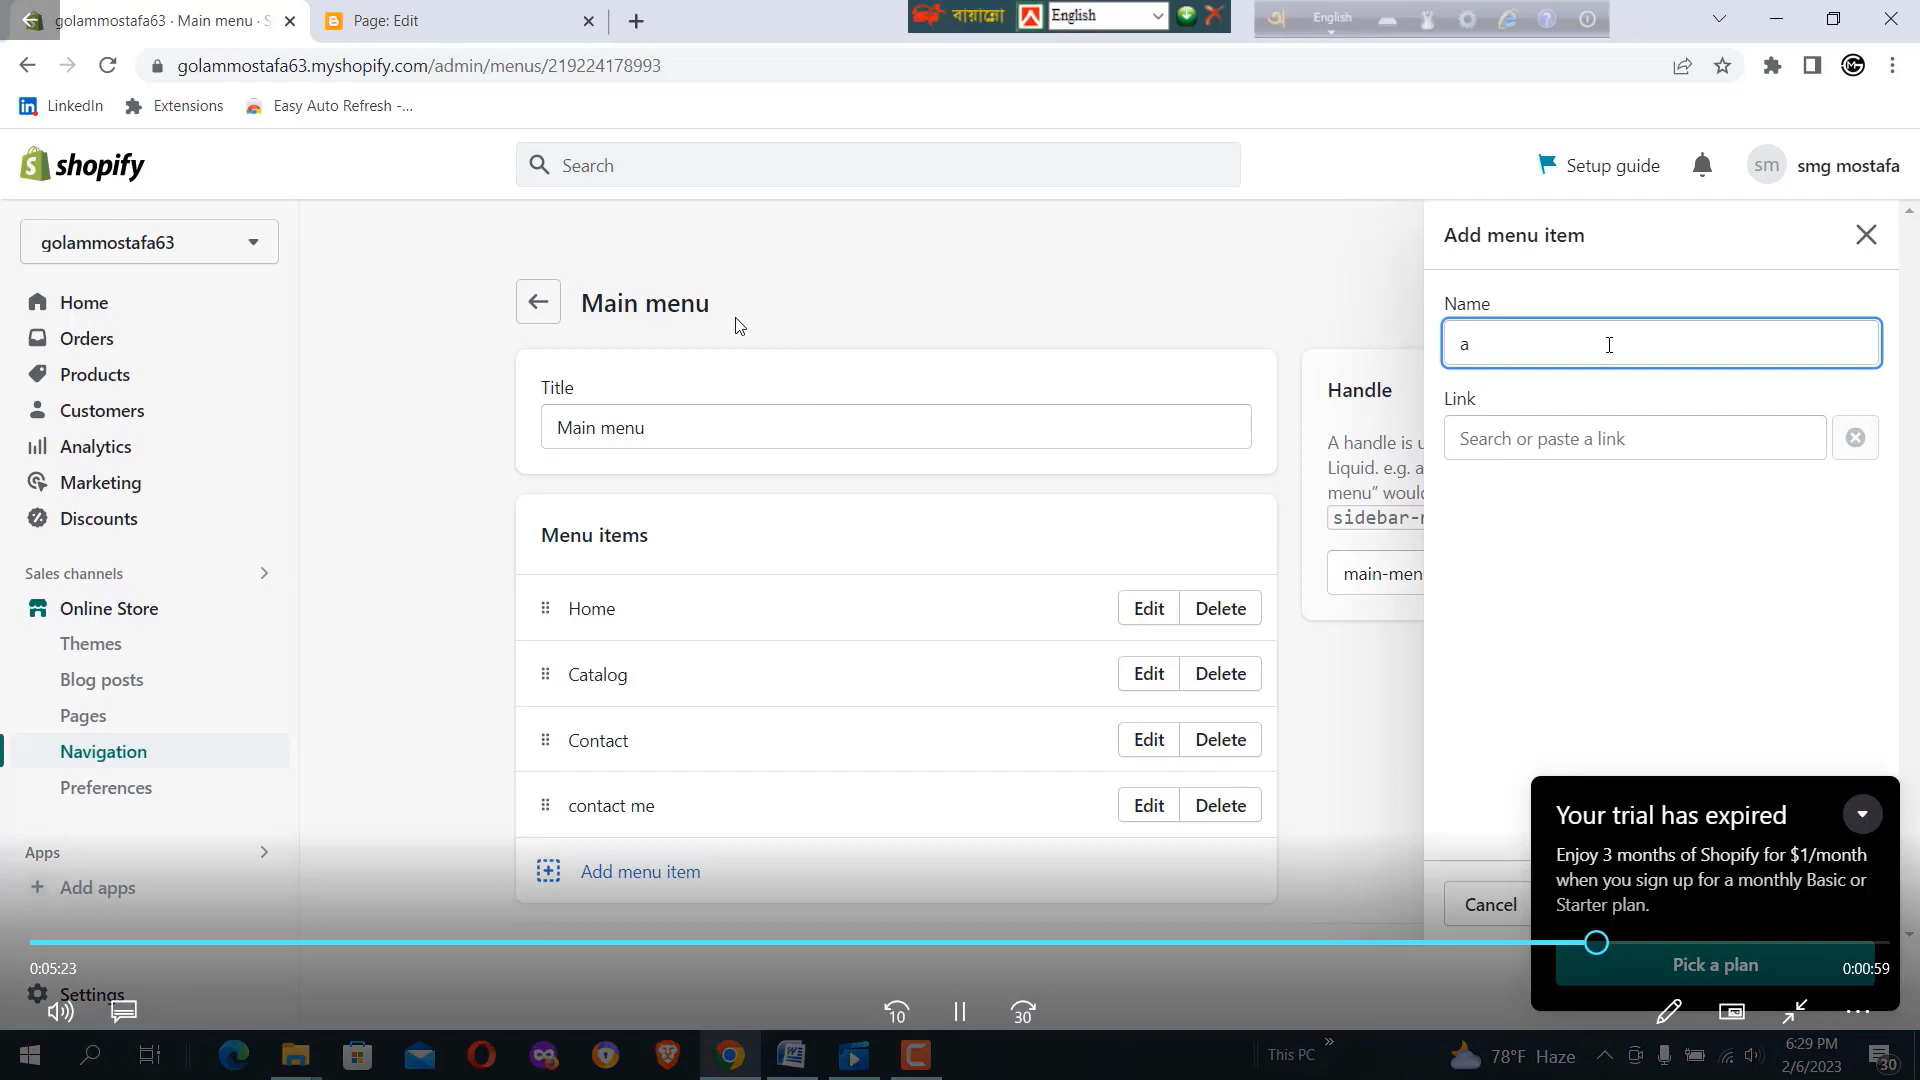 golammostafa63 · Main menu · S
Page: Edit
বায়ান্নো
English
English
golammostafa63.myshopify.com/admin/menus/219224178993
LinkedIn
Extensions
Easy Auto Refresh -...
shopify
Search
Setup guide
sm
smg mostafa
golammostafa63
Home
Orders
Products
Customers
Analytics
Marketing
Discounts
Sales channels
Online Store
Themes
Blog posts
Pages
Navigation
Preferences
Apps
Add apps
Settings
Main menu
Title
Main menu
Menu items
Home
Edit
Delete
Catalog
Edit
Delete
Contact
Edit
Delete
contact me
Edit
Delete
Add menu item
Handle
A handle is u
Liquid. e.g. a
menu” would
sidebar-
main-men
Add menu item
Name
a
Link
Search or paste a link
Cancel
Your trial has expired
Enjoy 3 months of Shopify for $1/month
when you sign up for a monthly Basic or
Starter plan.
Pick a plan
0:05:23
0:00:59
10
30
This PC
78°F Haze
6:29 PM
2/6/2023
30